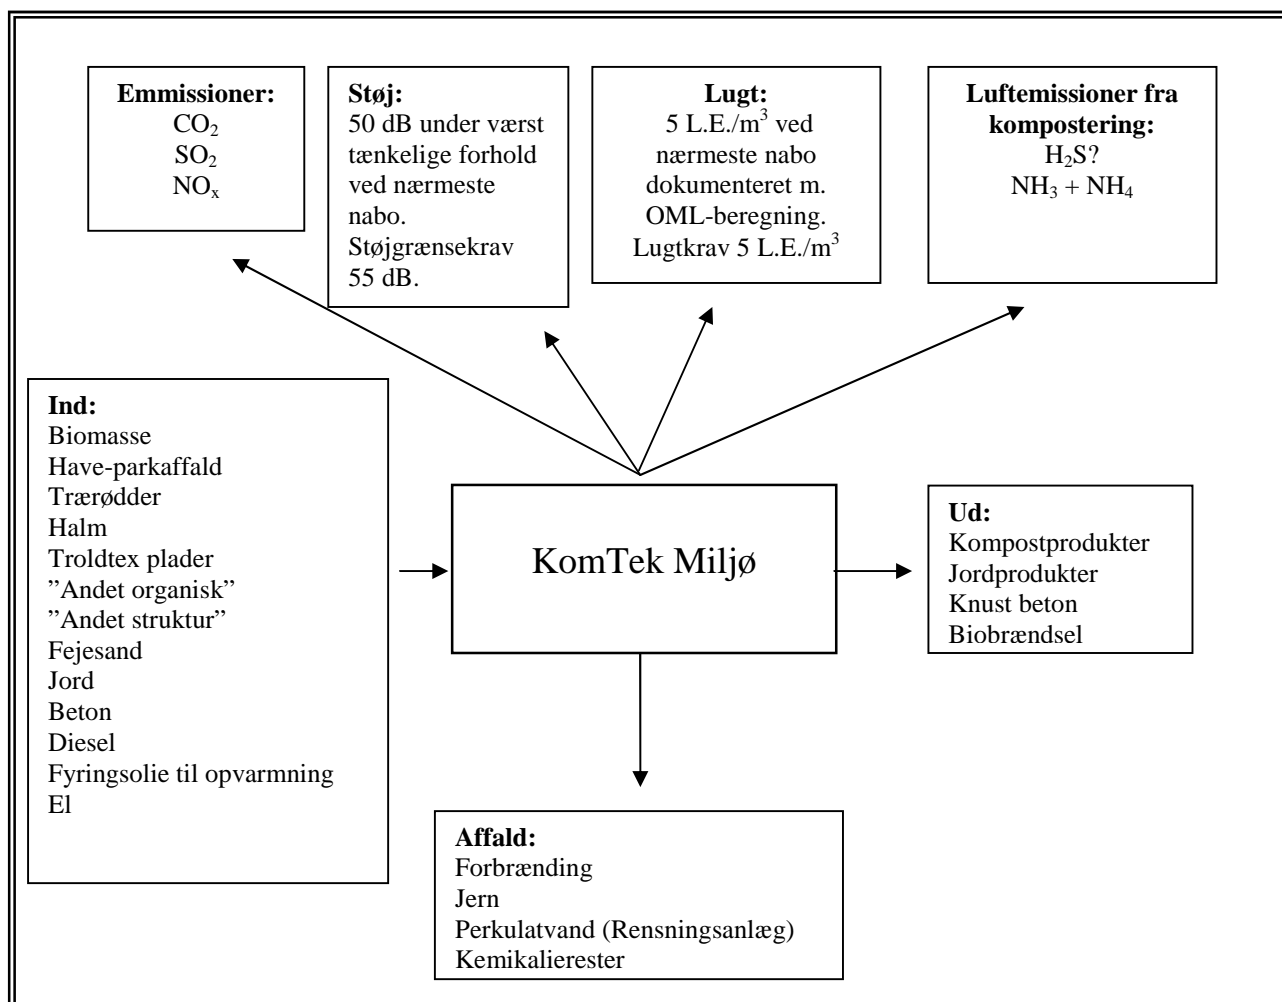 Emmissioner:
CO₂
SO₂
NOₓ
Støj:
50 dB under værst
tænkelige forhold
ved nærmeste
nabo.
Støjgrænsekrav
55 dB.
Lugt:
5 L.E./m³ ved
nærmeste nabo
dokumenteret m.
OML-beregning.
Lugtkrav 5 L.E./m³
Luftemissioner fra
kompostering:
H₂S?
NH₃ + NH₄
Ind:
Biomasse
Have-parkaffald
Trærødder
Halm
Troldtex plader
”Andet organisk”
”Andet struktur”
Fejesand
Jord
Beton
Diesel
Fyringsolie til opvarmning
El
KomTek Miljø
Ud:
Kompostprodukter
Jordprodukter
Knust beton
Biobrændsel
Affald:
Forbrænding
Jern
Perkulatvand (Rensningsanlæg)
Kemikalierester